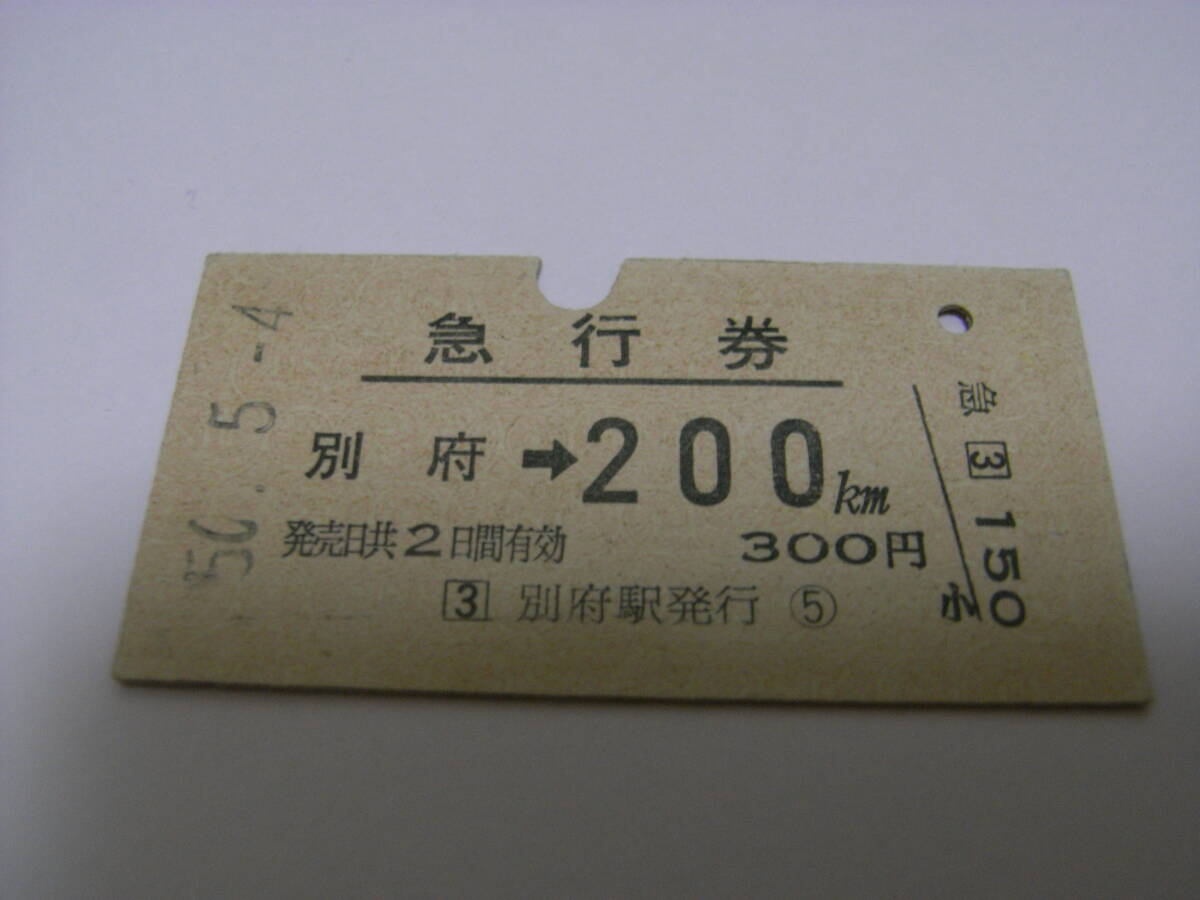 50.5-4
急行券
別府➡200km
発売日共2日間有効 300円
3 別府駅発行 ⑤
急 3 150
小